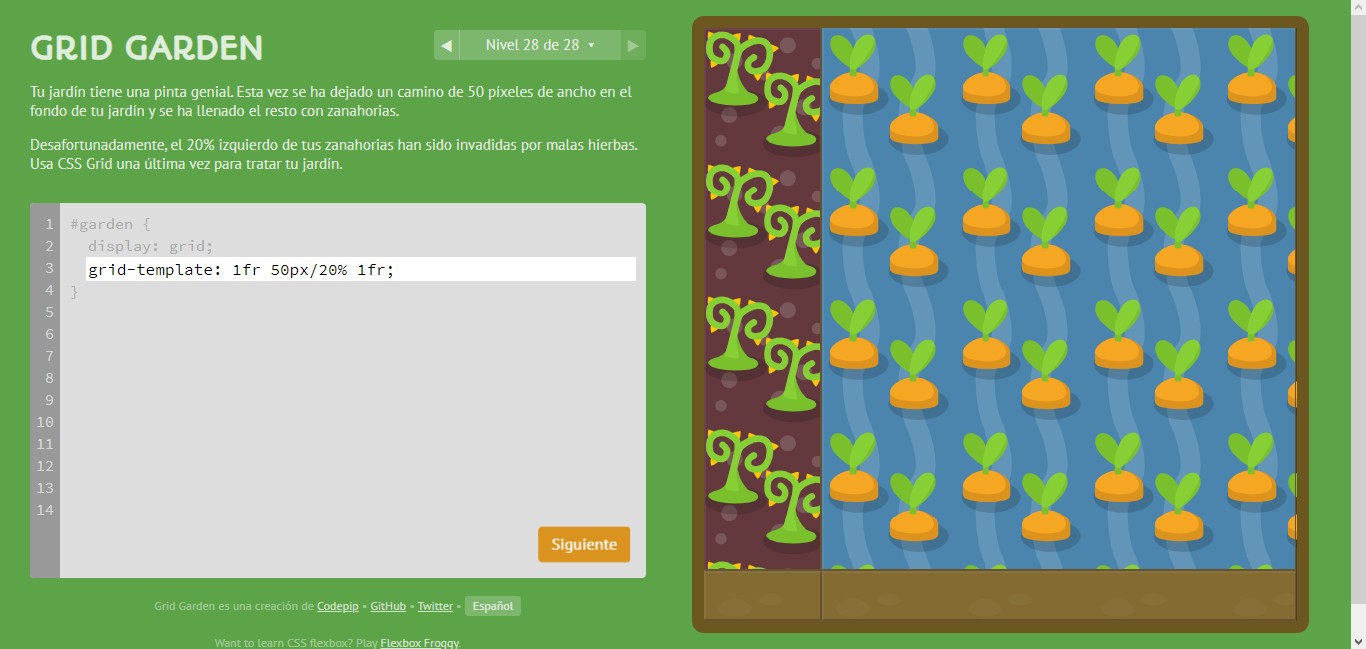 GRID GARDEN
◀ Nivel 28 de 28 ▾ ▶
Tu jardín tiene una pinta genial. Esta vez se ha dejado un camino de 50 píxeles de ancho en el
fondo de tu jardín y se ha llenado el resto con zanahorias.
Desafortunadamente, el 20% izquierdo de tus zanahorias han sido invadidas por malas hierbas.
Usa CSS Grid una última vez para tratar tu jardín.
1 #garden {
2 display: grid;
3 grid-template: 1fr 50px/20% 1fr;
4 }
5
6
7
8
9
10
11
12
13
14
Siguiente
Grid Garden es una creación de Codepip • GitHub • Twitter • Español
Want to learn CSS flexbox? Play Flexbox Froggy.